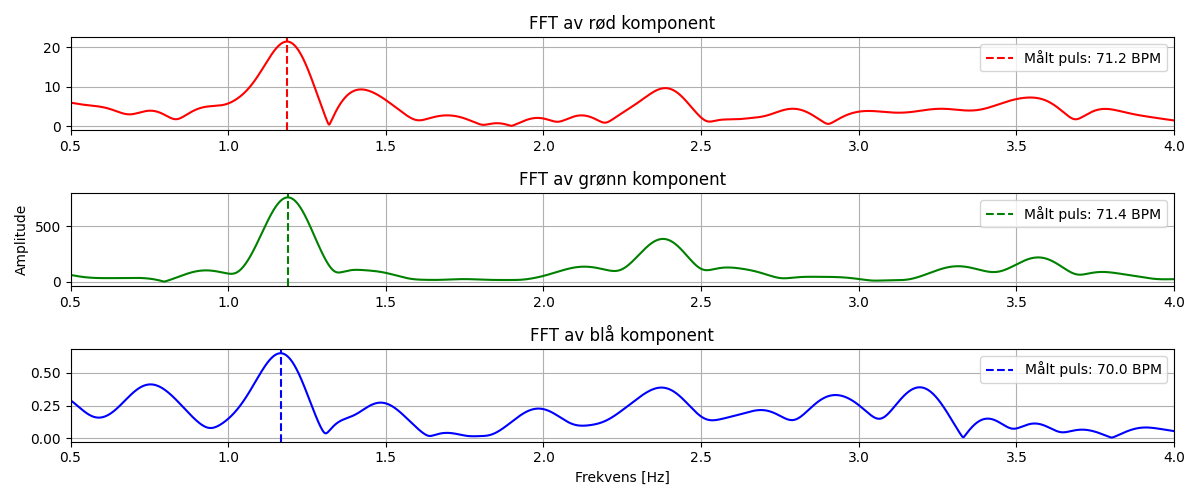 FFT av rød komponent
20
10
0
Målt puls: 71.2 BPM
0.5 1.0 1.5 2.0 2.5 3.0 3.5 4.0
FFT av grønn komponent
Amplitude
500
0
Målt puls: 71.4 BPM
0.5 1.0 1.5 2.0 2.5 3.0 3.5 4.0
FFT av blå komponent
0.50
0.25
0.00
Målt puls: 70.0 BPM
0.5 1.0 1.5 2.0 2.5 3.0 3.5 4.0
Frekvens [Hz]